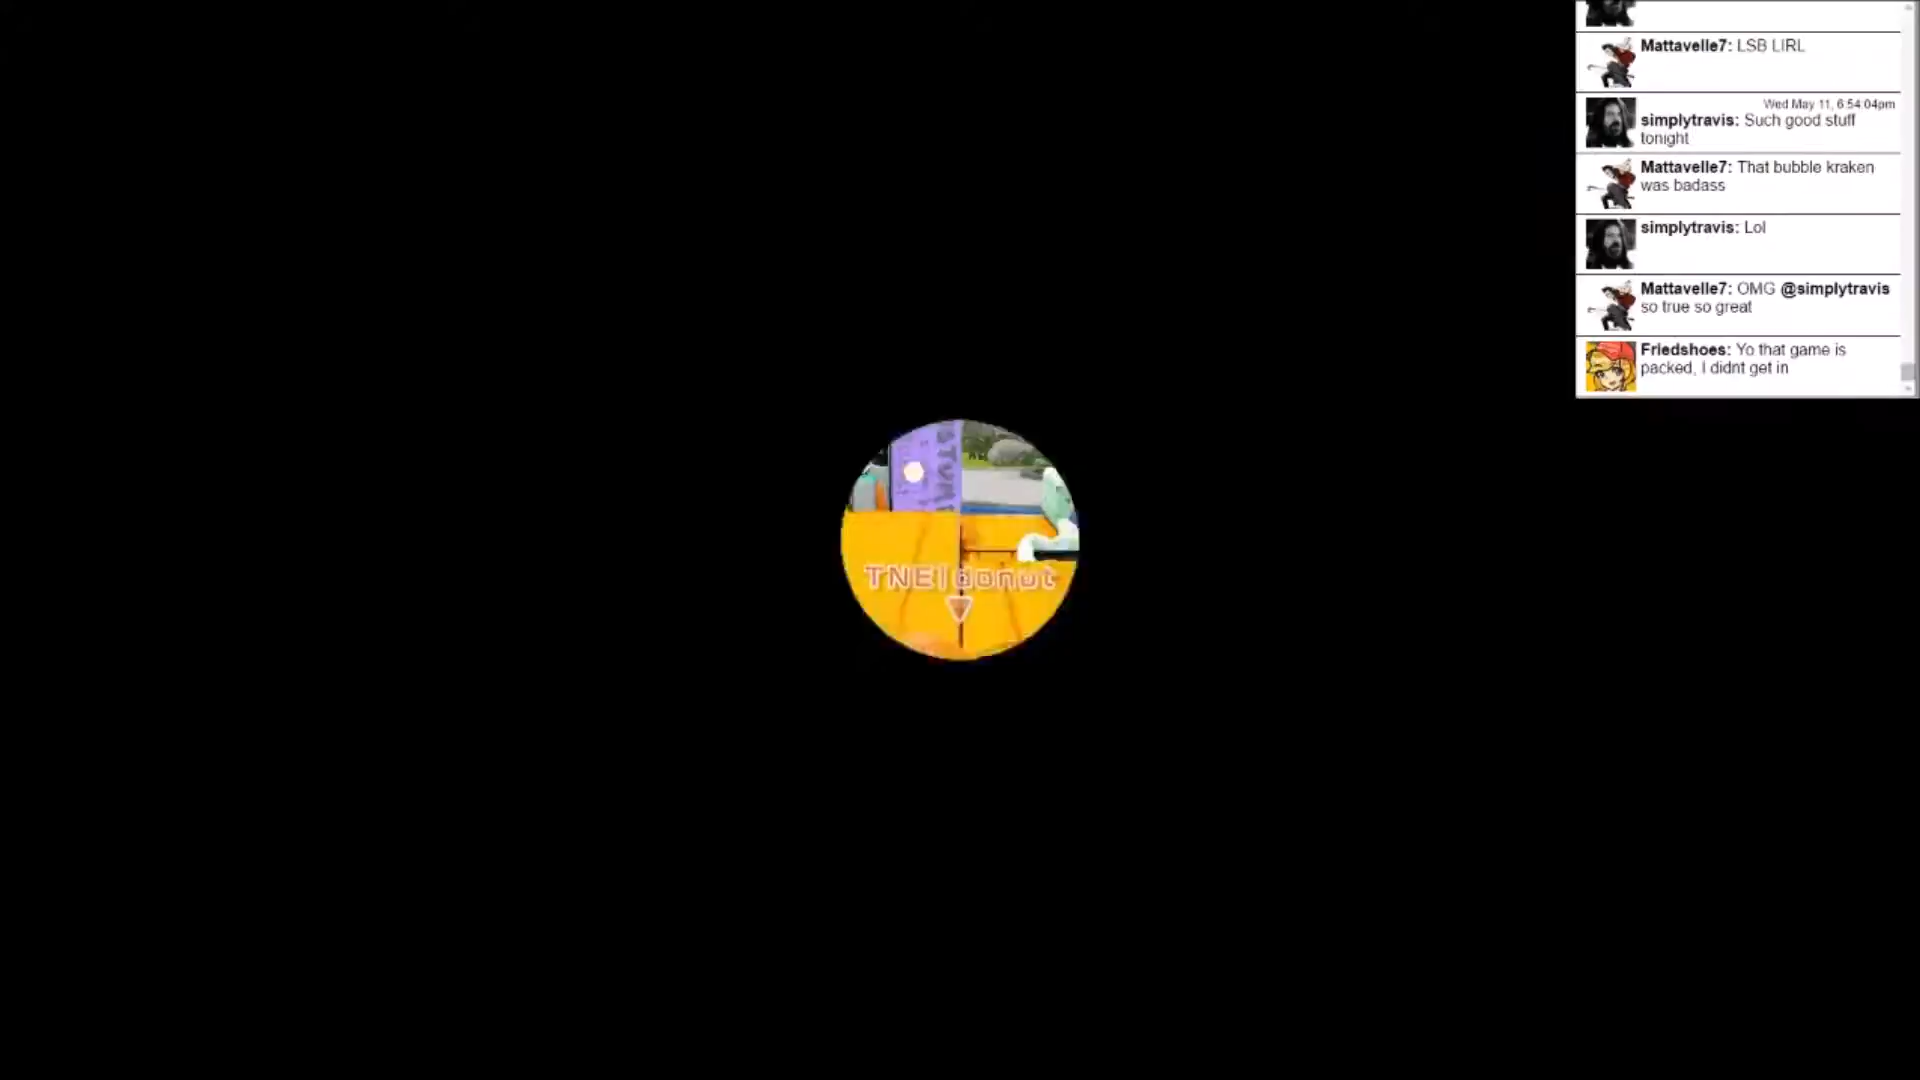 Mattavelle7: LSB LIRL
Wed May 11, 6:54:04pm
simplytravis: Such good stuff
tonight
Mattavelle7: That bubble kraken
was badass
simplytravis: Lol
Mattavelle7: OMG @simplytravis
so true so great
Friedshoes: Yo that game is
packed, I didnt get in
TNE|donut